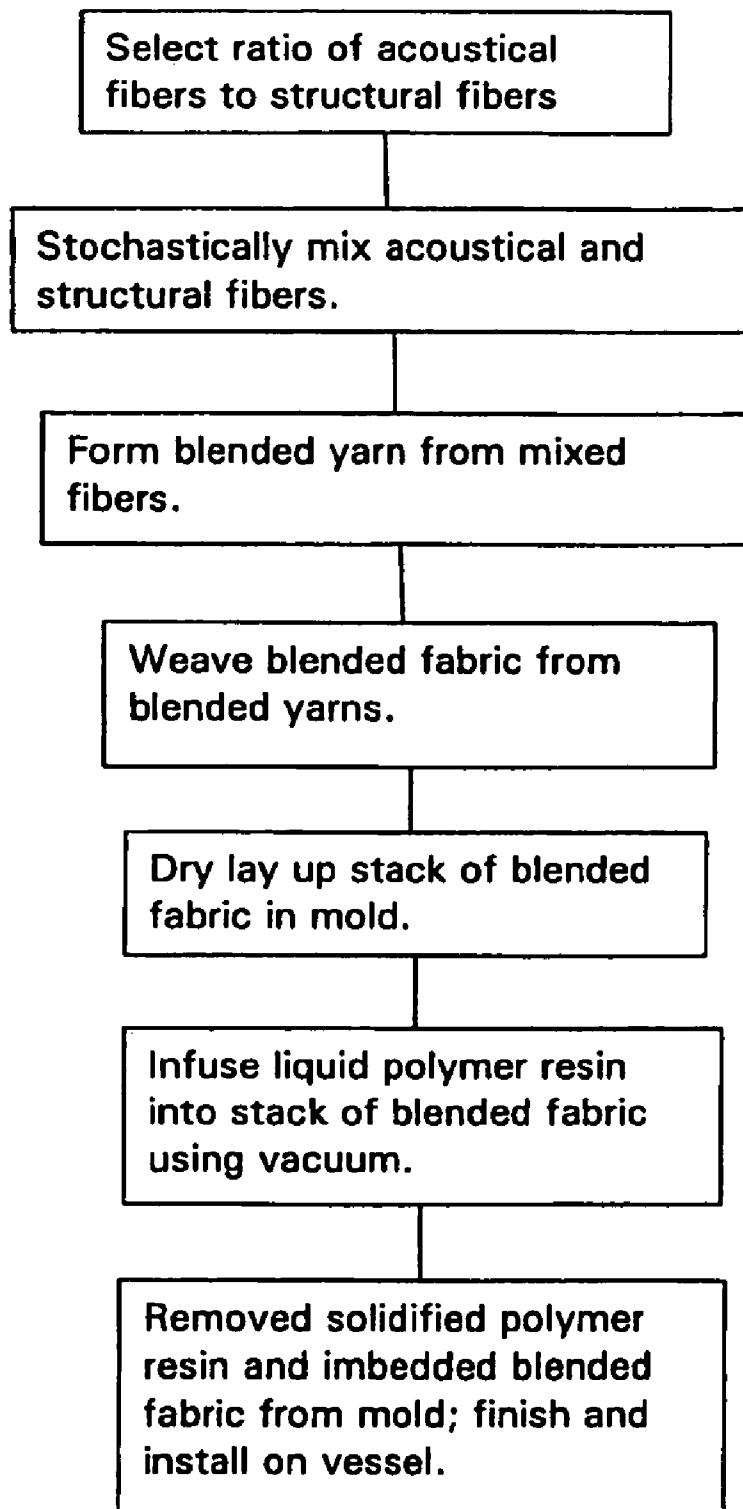 Select ratio of acoustical
fibers to structural fibers
Stochastically mix acoustical and
structural fibers.
Form blended yarn from mixed
fibers.
Weave blended fabric from
blended yarns.
Dry lay up stack of blended
fabric in mold.
Infuse liquid polymer resin
into stack of blended fabric
using vacuum.
Removed solidified polymer
resin and imbedded blended
fabric from mold; finish and
install on vessel.